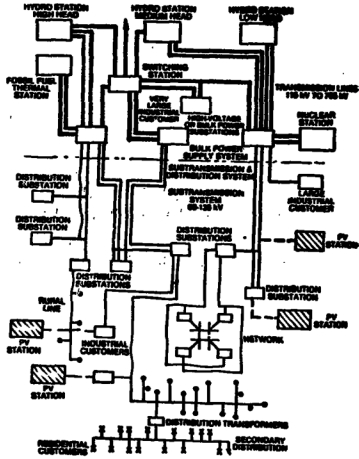 HYDRO STATION
HIGH HEAD
HYDRO STATION
MEDIUM HEAD
HYDRO STATION
LOW HEAD
SWITCHING
STATION
FOSSIL FUEL
THERMAL
STATION
VERY
LARGE
INDUSTRIAL
CUSTOMER
HIGH-VOLTAGE
OR BULK POWER
SUBSTATIONS
TRANSMISSION LINES
115 kV TO 765 kV
NUCLEAR
STATION
BULK POWER
SUPPLY SYSTEM
SUBTRANSMISSION &
DISTRIBUTION SYSTEM
DISTRIBUTION
SUBSTATION
SUBTRANSMISSION
SYSTEM
LARGE
INDUSTRIAL
CUSTOMER
DISTRIBUTION
SUBSTATION
DISTRIBUTION
SUBSTATIONS
PV
STATION
DISTRIBUTION
SUBSTATIONS
DISTRIBUTION
SUBSTATION
RURAL
LINE
PV
STATION
INDUSTRIAL
CUSTOMERS
NETWORK
PV
STATION
PV
STATION
DISTRIBUTION TRANSFORMERS
RESIDENTIAL
CUSTOMERS
SECONDARY
DISTRIBUTION